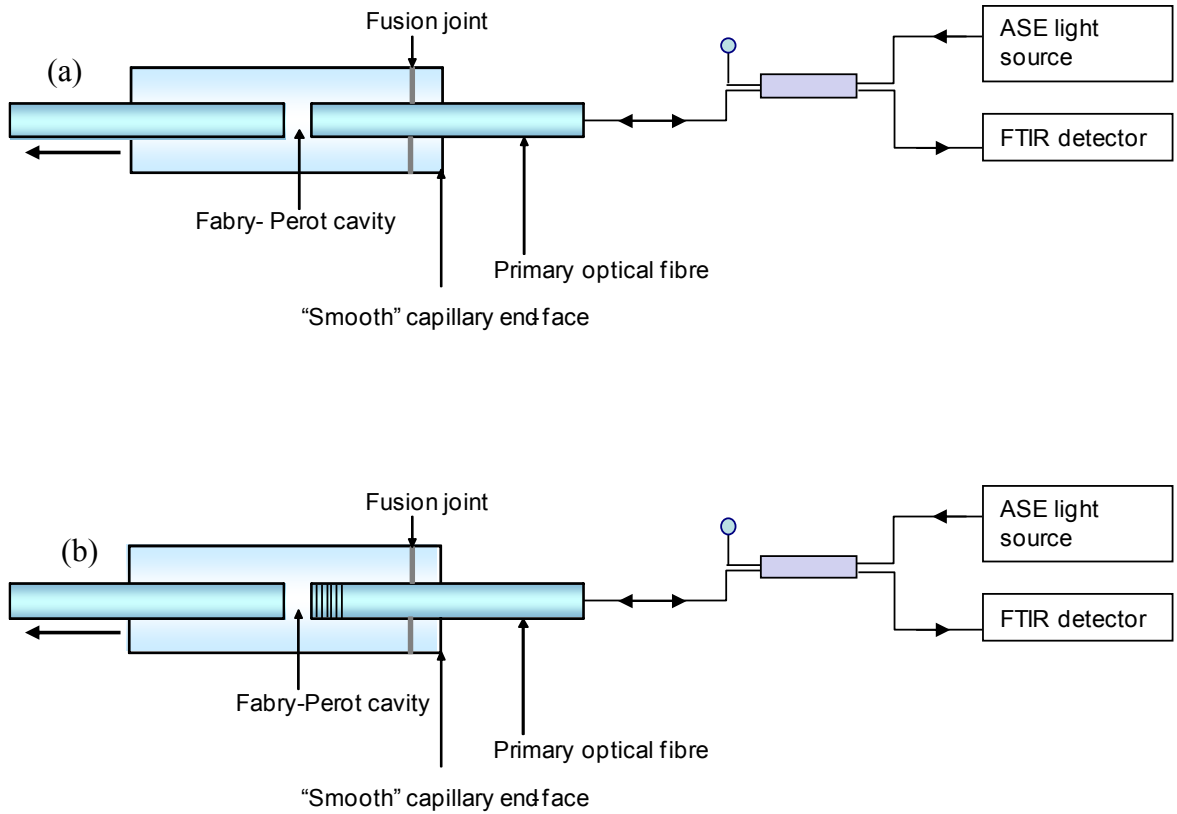 Fusion joint
(a)
ASE light
source
FTIR detector
Fabry- Perot cavity
Primary optical fibre
“Smooth” capillary end-face
Fusion joint
(b)
ASE light
source
FTIR detector
Fabry-Perot cavity
Primary optical fibre
“Smooth” capillary end-face